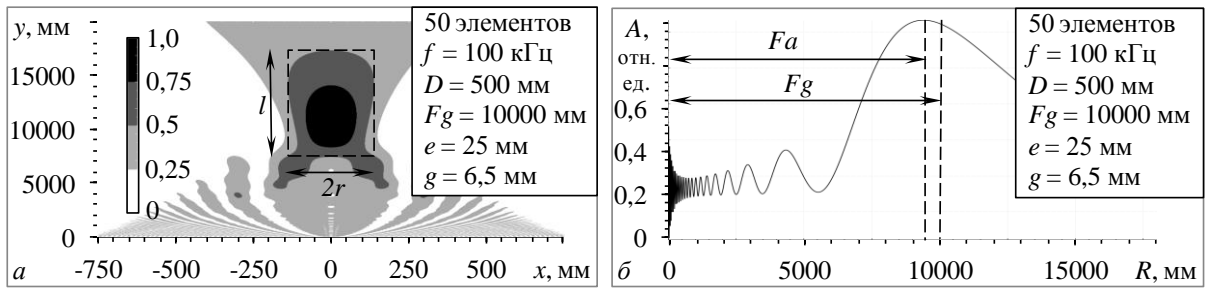 y, мм
15000
10000
5000
0
1,0
0,75
0,5
0,25
0
l
2r
50 элементов
f = 100 кГц
D = 500 мм
Fg = 10000 мм
e = 25 мм
g = 6,5 мм
а -750 -500 -250 0 250 500 x, мм
A,
отн.
ед.
0,6
0,4
0,2
0
Fa
Fg
50 элементов
f = 100 кГц
D = 500 мм
Fg = 10000 мм
e = 25 мм
g = 6,5 мм
б 0 5000 10000 15000 R, мм